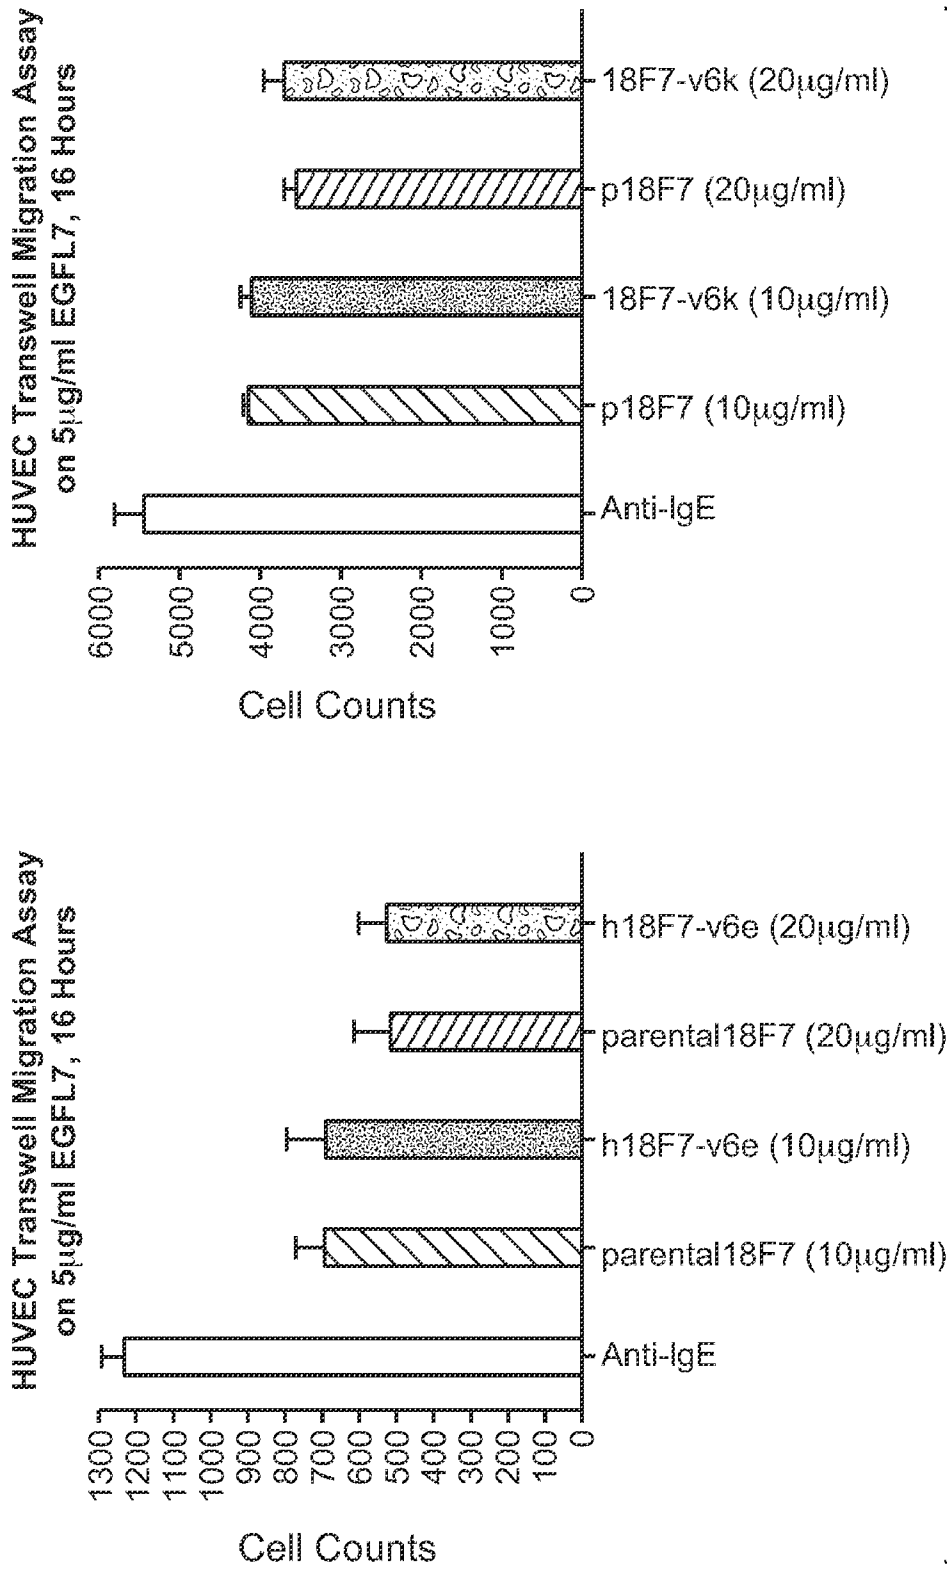 HUVEC Transwell Migration Assay
on 5µg/ml EGFL7, 16 Hours
Cell Counts
6000
5000
4000
3000
2000
1000
0
Anti-IgE
p18F7 (10µg/ml)
18F7-v6k (10µg/ml)
p18F7 (20µg/ml)
18F7-v6k (20µg/ml)
HUVEC Transwell Migration Assay
on 5µg/ml EGFL7, 16 Hours
Cell Counts
1300
1200
1100
1000
900
800
700
600
500
400
300
200
100
0
Anti-IgE
parental18F7 (10µg/ml)
h18F7-v6e (10µg/ml)
parental18F7 (20µg/ml)
h18F7-v6e (20µg/ml)